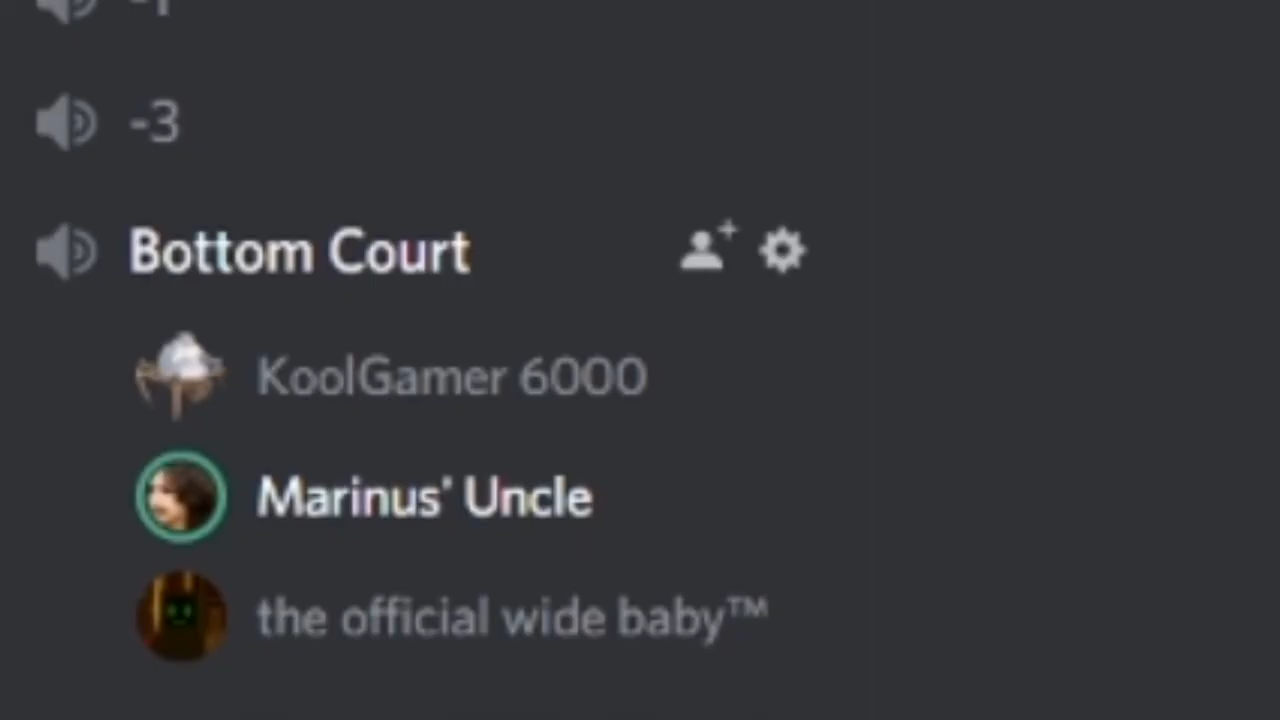 -3
Bottom Court
KoolGamer 6000
Marinus' Uncle
the official wide baby™